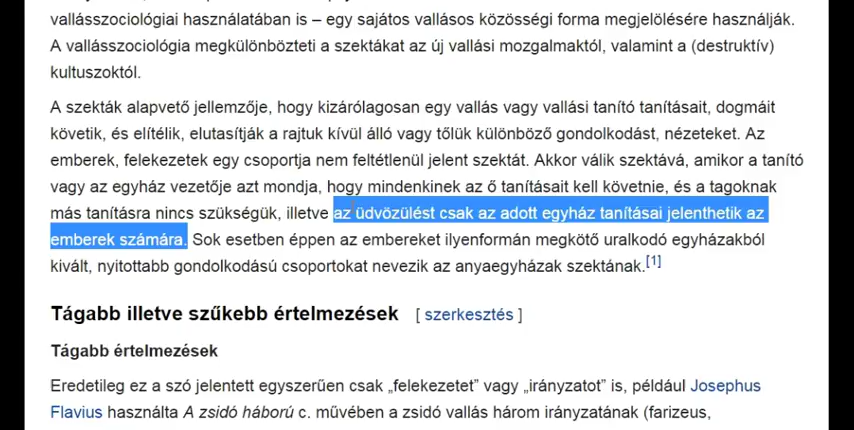 vallásszociológiai használatában is – egy sajátos vallásos közösségi forma megjelölésére használják.
A vallásszociológia megkülönbözteti a szektákat az új vallási mozgalmaktól, valamint a (destruktív)
kultuszoktól.
A szekták alapvető jellemzője, hogy kizárólagosan egy vallás vagy vallási tanító tanításait, dogmáit
követik, és elítélik, elutasítják a rajtuk kívül álló vagy tőlük különböző gondolkodást, nézeteket. Az
emberek, felekezetek egy csoportja nem feltétlenül jelent szektát. Akkor válik szektává, amikor a tanító
vagy az egyház vezetője azt mondja, hogy mindenkinek az ő tanításait kell követnie, és a tagoknak
más tanításra nincs szükségük, illetve az üdvözülést csak az adott egyház tanításai jelenthetik az
emberek számára. Sok esetben éppen az embereket ilyenformán megkötő uralkodó egyházakból
kivált, nyitottabb gondolkodású csoportokat nevezik az anyaegyházak szektának.[1]
Tágabb illetve szűkebb értelmezések [ szerkesztés ]
Tágabb értelmezések
Eredetileg ez a szó jelentett egyszerűen csak „felekezetet” vagy „irányzatot” is, például Josephus
Flavius használta A zsidó háború c. művében a zsidó vallás három irányzatának (farizeus,